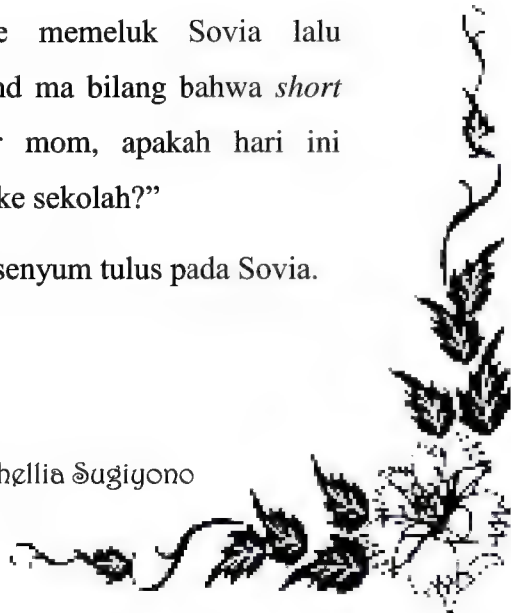 e memeluk Sovia lalu
nd ma bilang bahwa short
r mom, apakah hari ini
ke sekolah?”
senyum tulus pada Sovia.
hellia Sugiyono